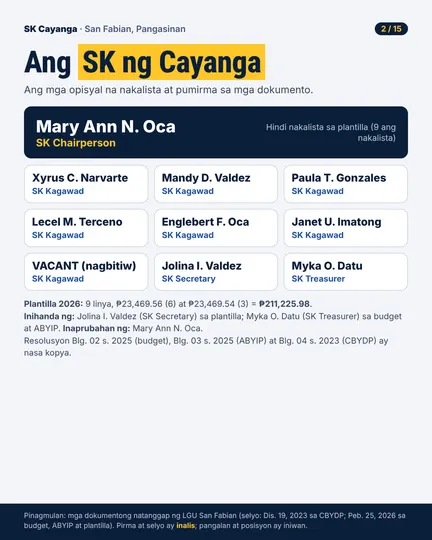 SK Cayanga · San Fabian, Pangasinan
2 / 15
Ang SK ng Cayanga
Ang mga opisyal na nakalista at pumirma sa mga dokumento.
Mary Ann N. Oca
SK Chairperson
Hindi nakalista sa plantilla (9 ang
nakalista)
Xyrus C. Narvarte
SK Kagawad
Mandy D. Valdez
SK Kagawad
Paula T. Gonzales
SK Kagawad
Lecel M. Terceno
SK Kagawad
Englebert F. Oca
SK Kagawad
Janet U. Imatong
SK Kagawad
VACANT (nagbitiw)
SK Kagawad
Jolina I. Valdez
SK Secretary
Myka O. Datu
SK Treasurer
Plantilla 2026: 9 linya, ₱23,469.56 (6) at ₱23,469.54 (3) = ₱211,225.98.
Inihanda ng: Jolina I. Valdez (SK Secretary) sa plantilla; Myka O. Datu (SK Treasurer) sa budget
at ABYIP. Inaprubahan ng: Mary Ann N. Oca.
Resolusyon Blg. 02 s. 2025 (budget), Blg. 03 s. 2025 (ABYIP) at Blg. 04 s. 2023 (CBYDP) ay
nasa kopya.
Pinagmulan: mga dokumentong natanggap ng LGU San Fabian (selyo: Dis. 19, 2023 sa CBYDP; Peb. 25, 2026 sa
budget, ABYIP at plantilla). Pirma at selyo ay inalis; pangalan at posisyon ay iniwan.